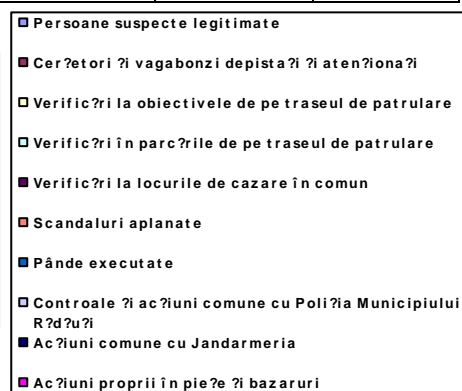 Persoane suspecte legitimate
Cer?etori ?i vagabonzi depista?i ?i aten?iona?i
Verific?ri la obiectivele de pe traseul de patrulare
Verific?ri în parc?rile de pe traseul de patrulare
Verific?ri la locurile de cazare în comun
Scandaluri aplanate
Pânde executate
Controale ?i ac?iuni comune cu Poli?ia Municipiului
R?d?u?i
Ac?iuni comune cu Jandarmeria
Ac?iuni proprii în pie?e ?i bazaruri